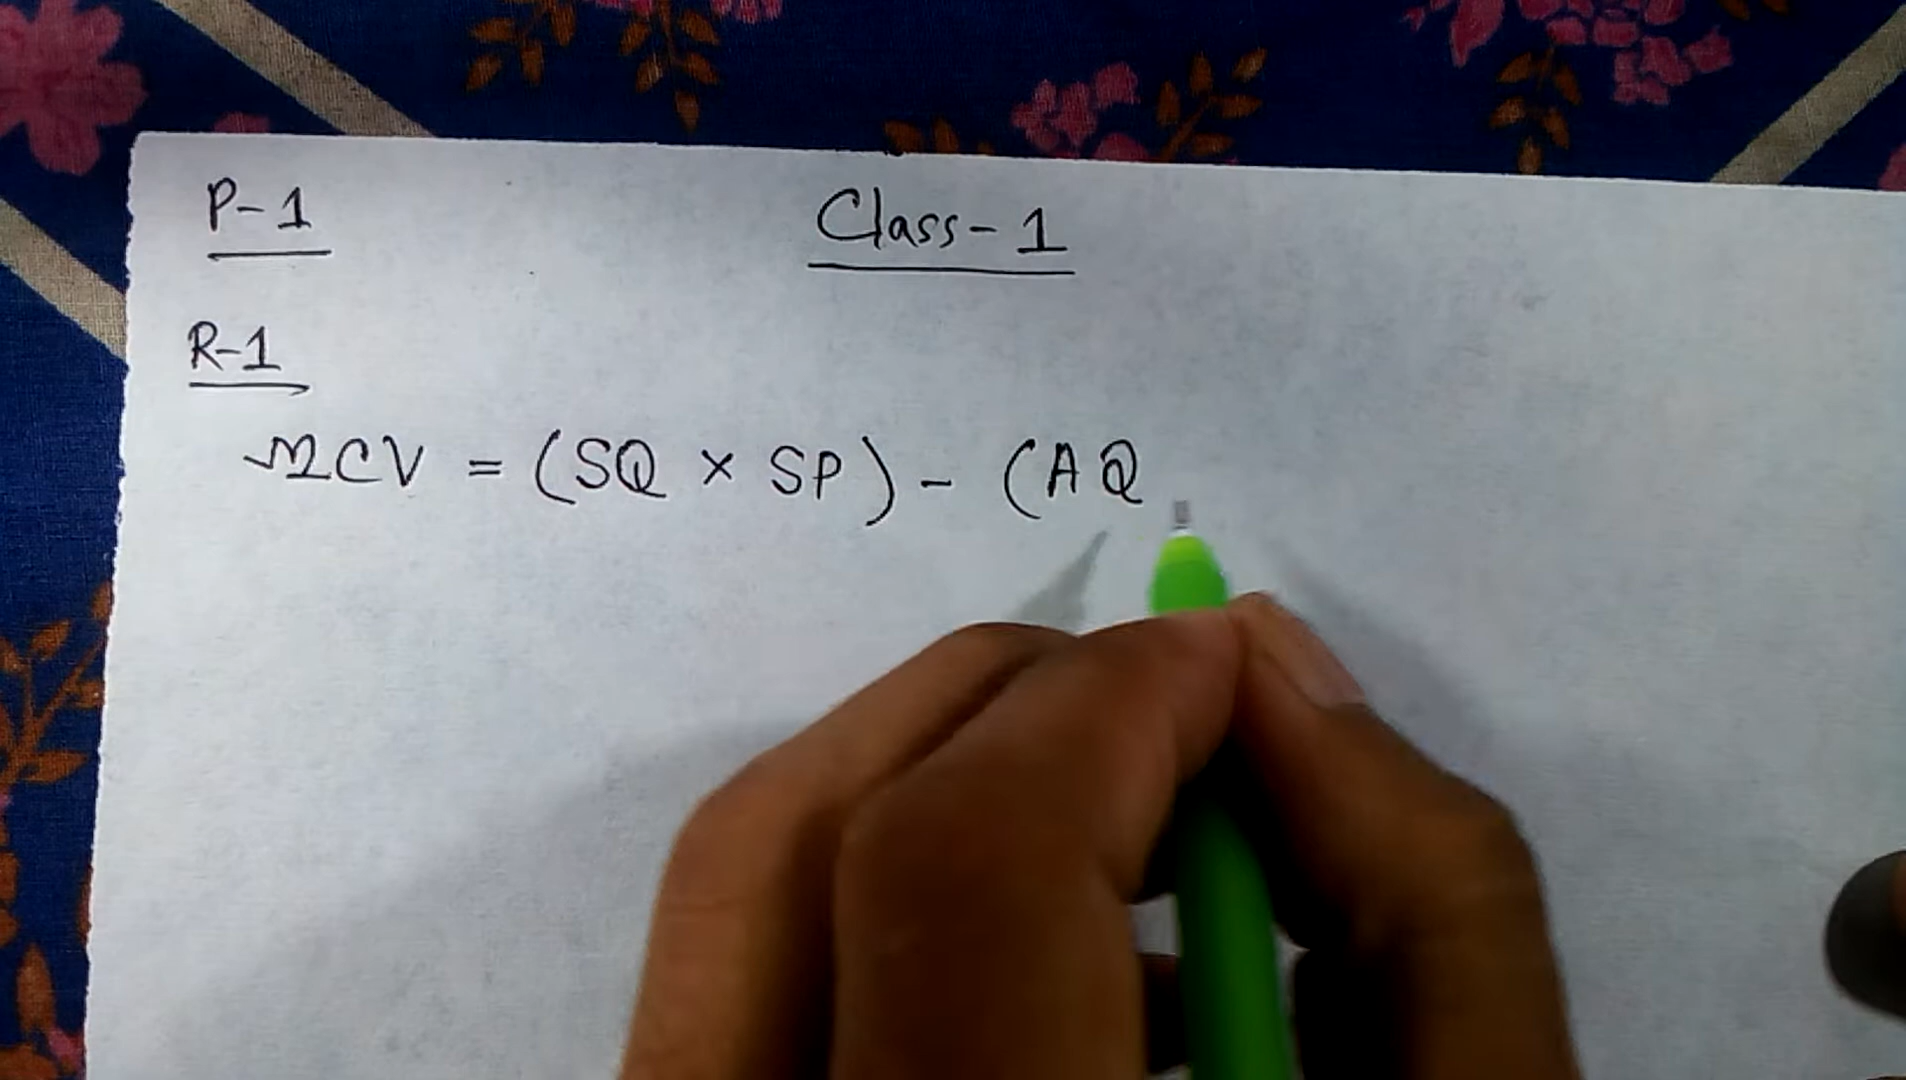 P-1
Class-1
R-1
MCV = (SQ × SP) - (AQ